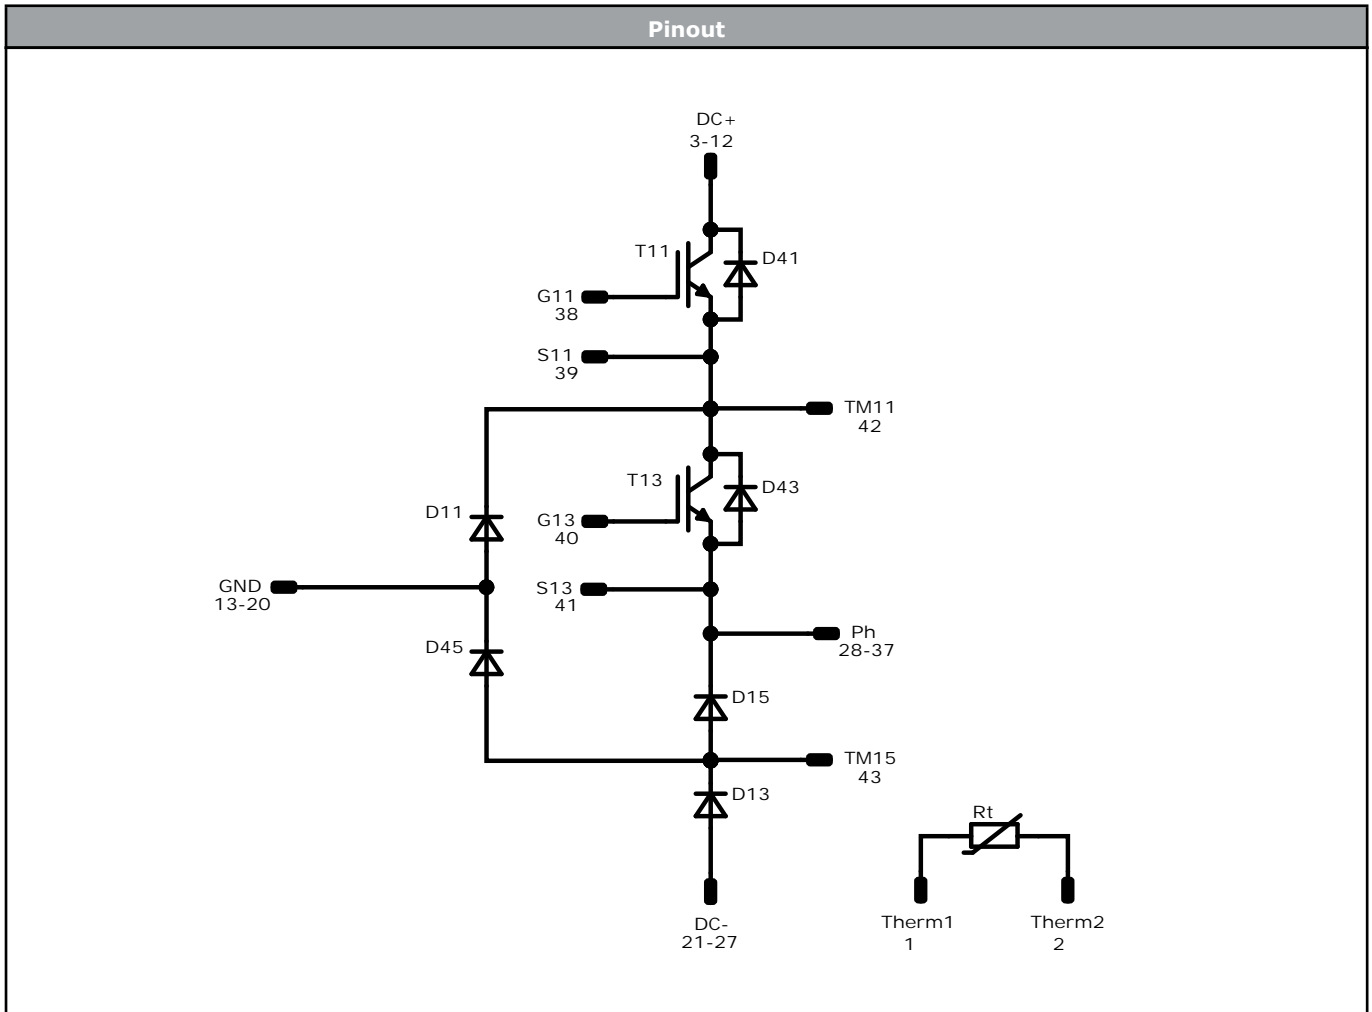 Pinout
DC+
3-12
T11
D41
G11
38
S11
39
TM11
42
T13
D43
D11
G13
40
GND
13-20
S13
41
Ph
28-37
D45
D15
TM15
43
D13
Rt
DC-
21-27
Therm1
1
Therm2
2